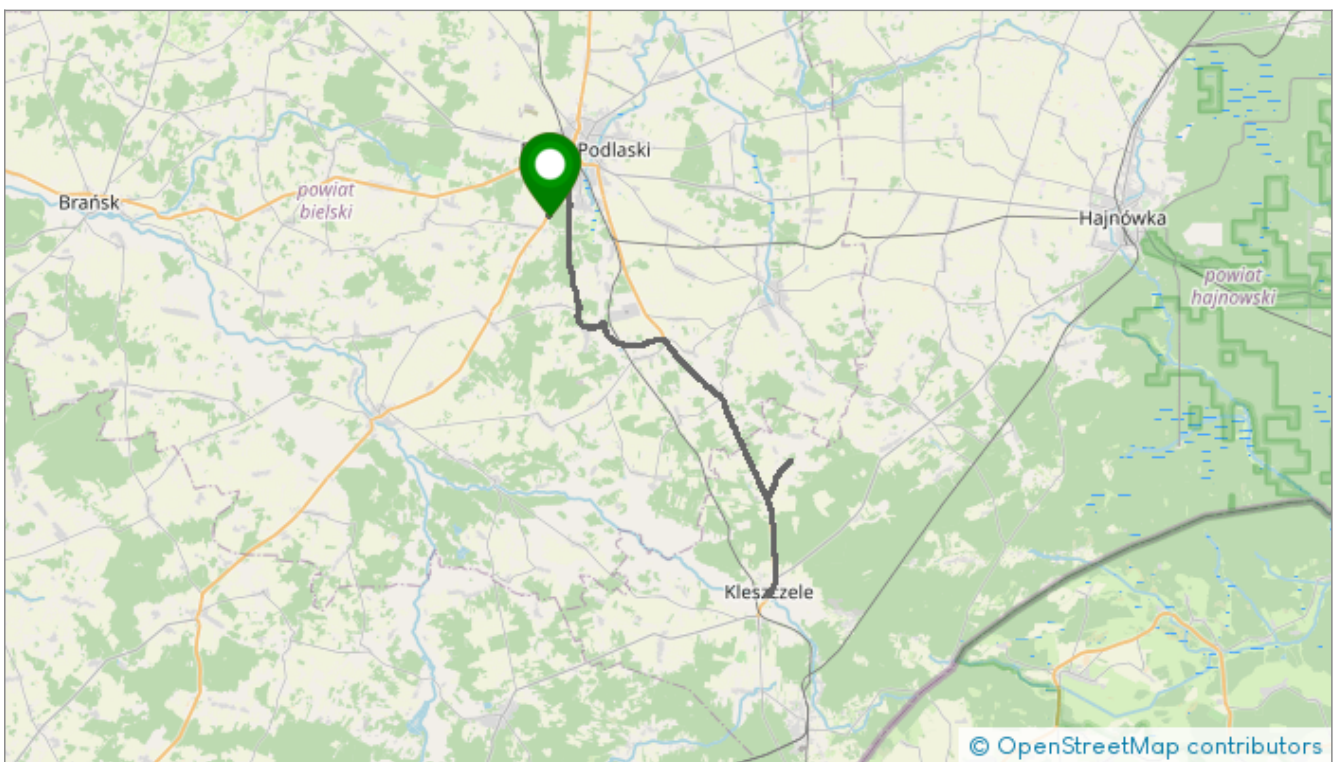 Podlaski
Brańsk
powiat
bielski
Hajnówka
powiat
hajnowski
Kleszczele
© OpenStreetMap contributors